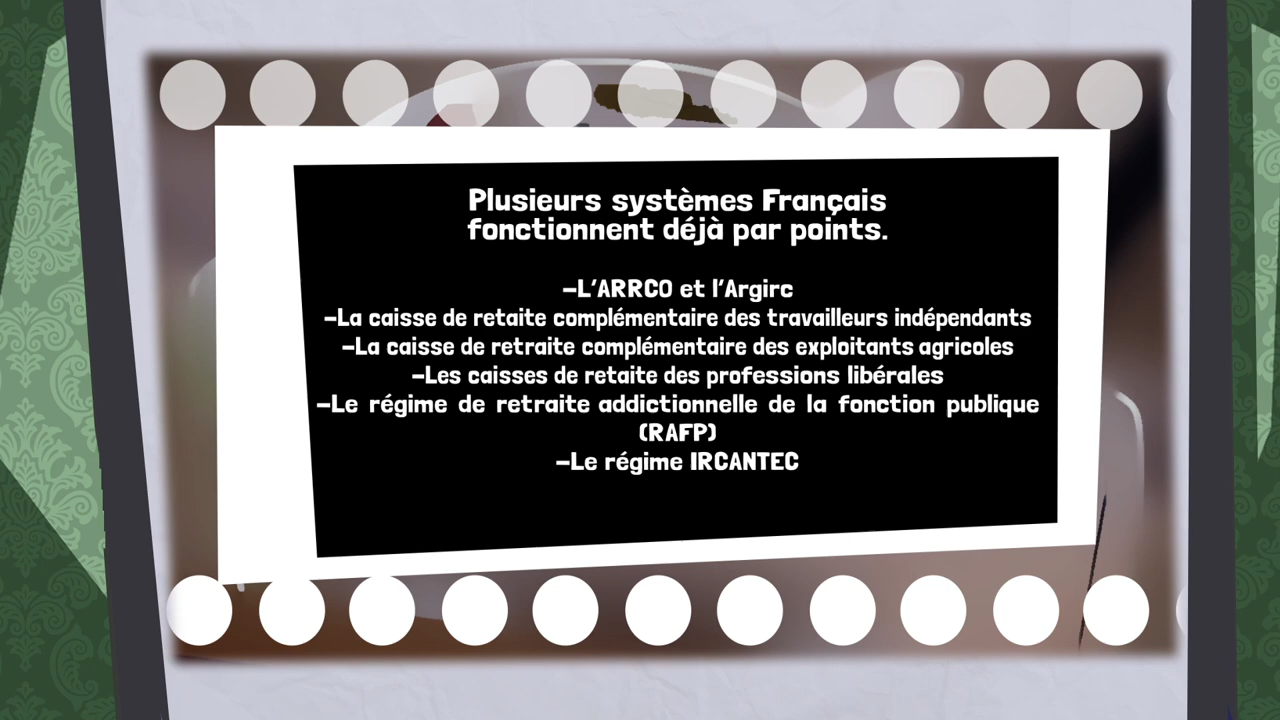 Plusieurs systèmes Français
fonctionnent déjà par points.
-L'ARRCO et l'Argirc
-La caisse de retaite complémentaire des travailleurs indépendants
-La caisse de retraite complémentaire des exploitants agricoles
-Les caisses de retaite des professions libérales
-Le régime de retraite addictionnelle de la fonction publique
(RAFP)
-Le régime IRCANTEC